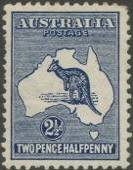 AUSTRALIA
POSTAGE
2½
TWO PENCE HALFPENNY